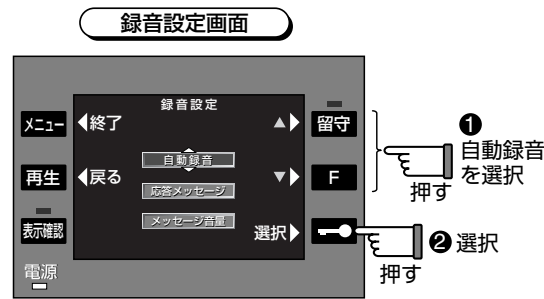 録音設定画面
録音設定
メニュー
終了
▲
留守
再生
戻る
自動録音
▼
F
応答メッセージ
表示確認
メッセージ音量
選択
電源
❶
自動録音
を選択
押す
❷選択
押す